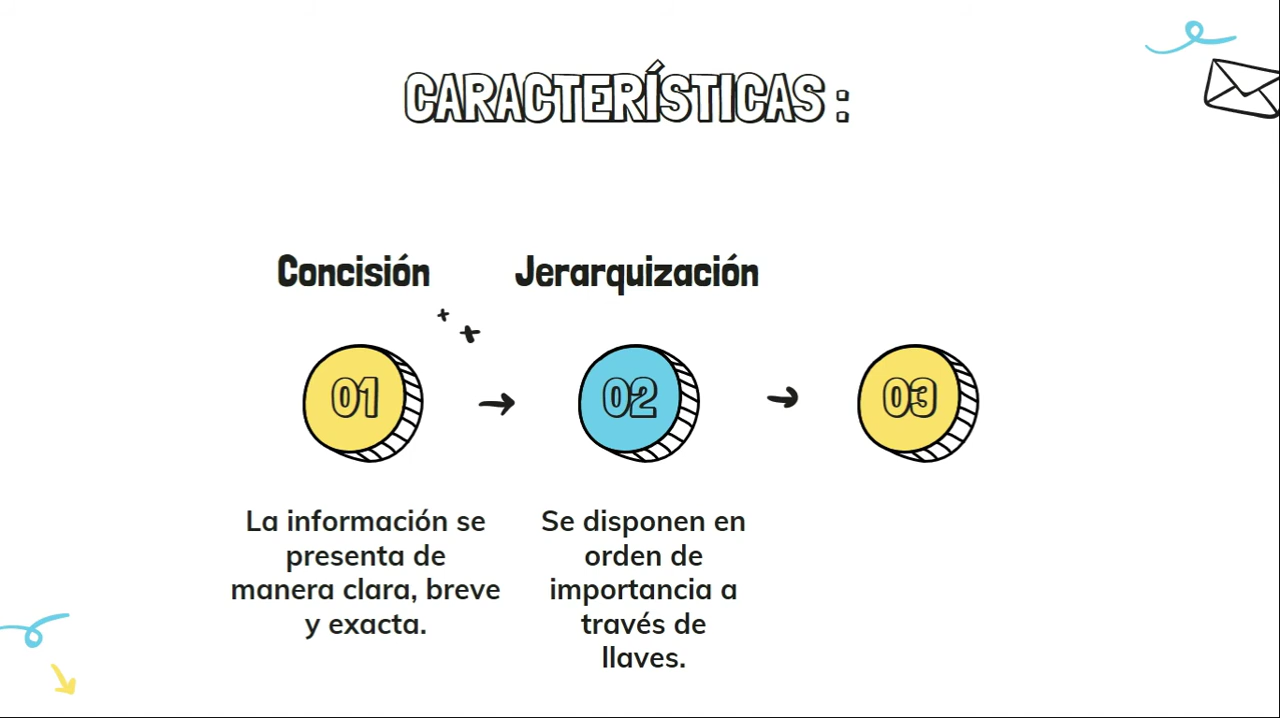 CARACTERÍSTICAS :
Concisión
Jerarquización
01
02
03
La información se
presenta de
manera clara, breve
y exacta.
Se disponen en
orden de
importancia a
través de
llaves.